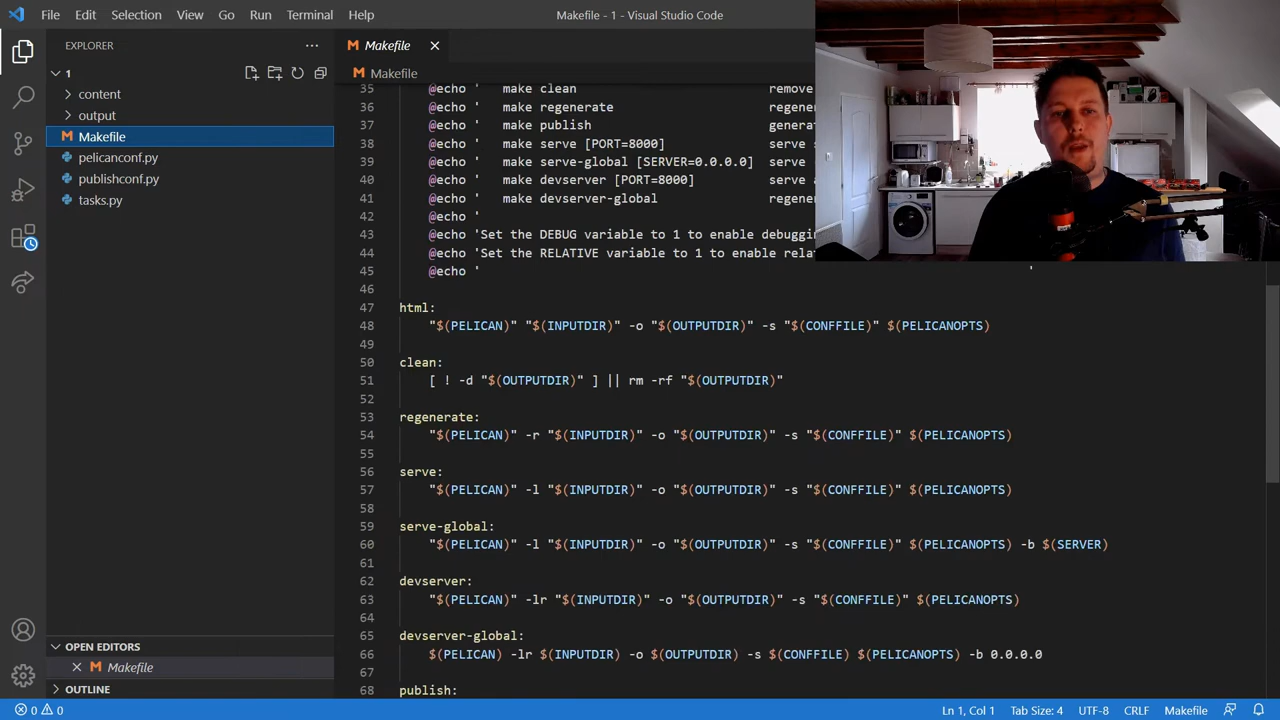 File Edit Selection View Go Run Terminal Help
Makefile - 1 - Visual Studio Code
EXPLORER
1
content
output
Makefile
pelicanconf.py
publishconf.py
tasks.py
OPEN EDITORS
Makefile
OUTLINE
Makefile
Makefile
35 @echo ' make clean remove
36 @echo ' make regenerate regene
37 @echo ' make publish genera
38 @echo ' make serve [PORT=8000] serve s
39 @echo ' make serve-global [SERVER=0.0.0.0] serve
40 @echo ' make devserver [PORT=8000] serve a
41 @echo ' make devserver-global regene
42 @echo '
43 @echo 'Set the DEBUG variable to 1 to enable debuggin
44 @echo 'Set the RELATIVE variable to 1 to enable rela
45 @echo ' '
46
47 html:
48 "$(PELICAN)" "$(INPUTDIR)" -o "$(OUTPUTDIR)" -s "$(CONFFILE)" $(PELICANOPTS)
49
50 clean:
51 [ ! -d "$(OUTPUTDIR)" ] || rm -rf "$(OUTPUTDIR)"
52
53 regenerate:
54 "$(PELICAN)" -r "$(INPUTDIR)" -o "$(OUTPUTDIR)" -s "$(CONFFILE)" $(PELICANOPTS)
55
56 serve:
57 "$(PELICAN)" -l "$(INPUTDIR)" -o "$(OUTPUTDIR)" -s "$(CONFFILE)" $(PELICANOPTS)
58
59 serve-global:
60 "$(PELICAN)" -l "$(INPUTDIR)" -o "$(OUTPUTDIR)" -s "$(CONFFILE)" $(PELICANOPTS) -b $(SERVER)
61
62 devserver:
63 "$(PELICAN)" -lr "$(INPUTDIR)" -o "$(OUTPUTDIR)" -s "$(CONFFILE)" $(PELICANOPTS)
64
65 devserver-global:
66 $(PELICAN) -lr $(INPUTDIR) -o $(OUTPUTDIR) -s $(CONFFILE) $(PELICANOPTS) -b 0.0.0.0
67
68 publish:
0 0
Ln 1, Col 1 Tab Size: 4 UTF-8 CRLF Makefile